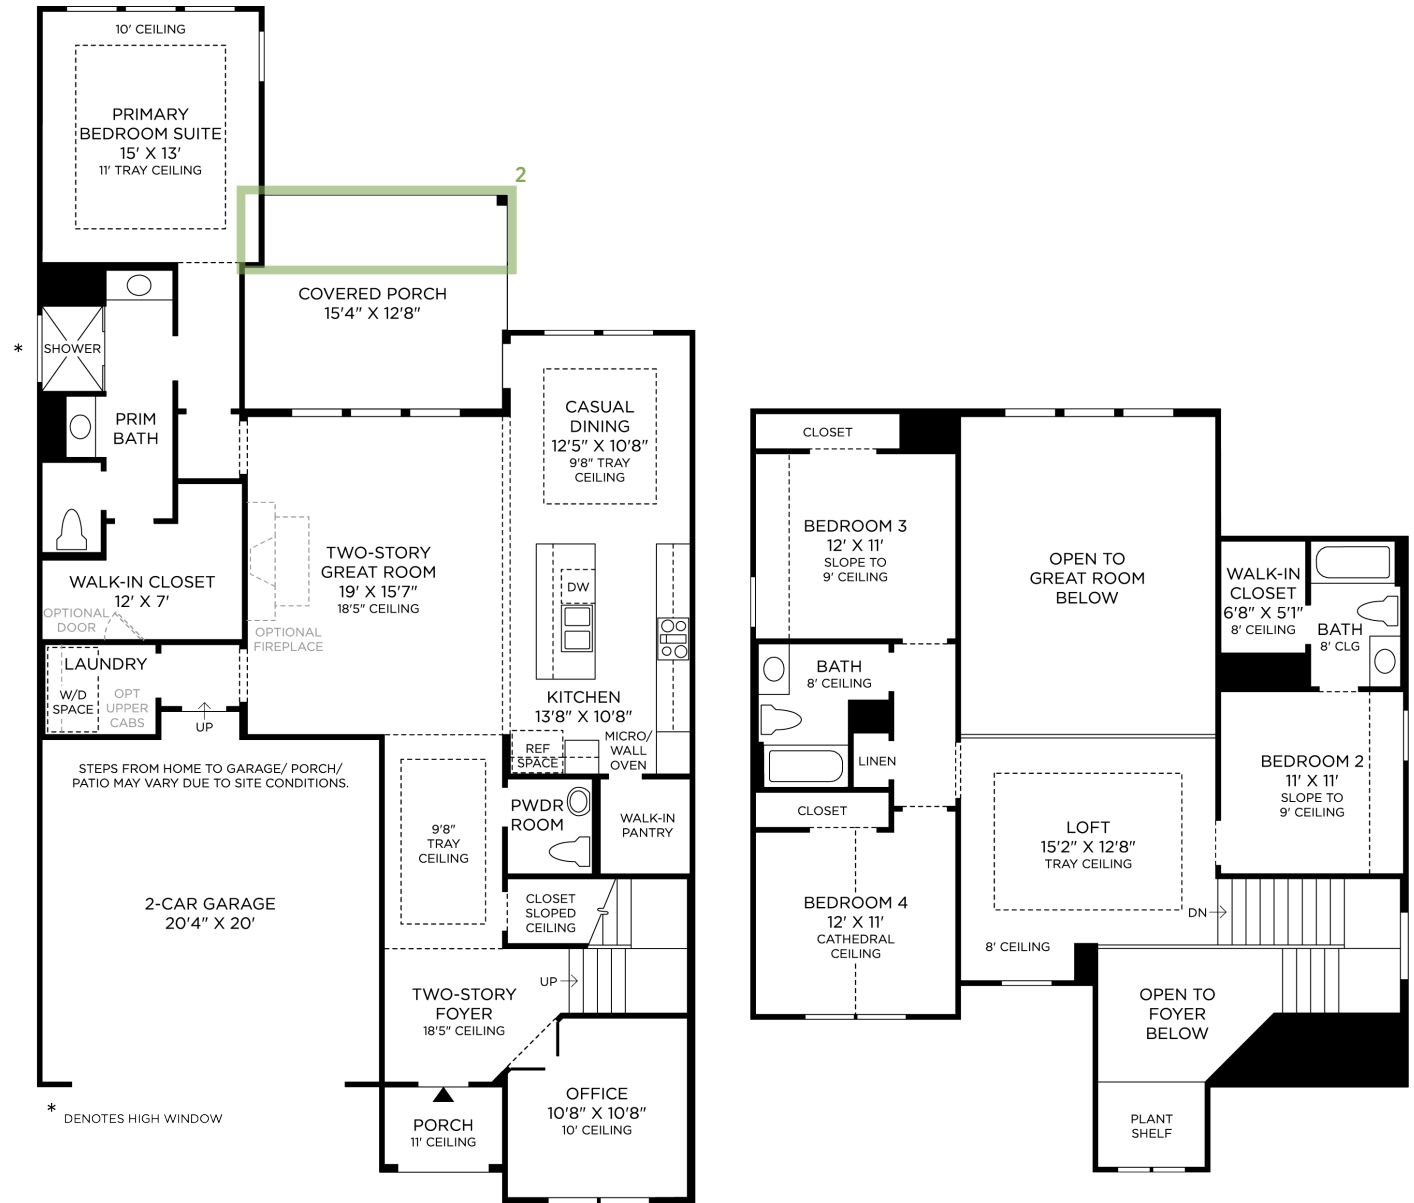 10' CEILING
PRIMARY
BEDROOM SUITE
15' X 13'
11' TRAY CEILING
2
COVERED PORCH
15'4" X 12'8"
*
SHOWER
PRIM
BATH
CASUAL
DINING
12'5" X 10'8"
9'8" TRAY
CEILING
WALK-IN CLOSET
12' X 7'
OPTIONAL
DOOR
TWO-STORY
GREAT ROOM
19' X 15'7"
18'5" CEILING
OPTIONAL
FIREPLACE
DW
KITCHEN
13'8" X 10'8"
MICRO/
WALL
OVEN
REF
SPACE
LAUNDRY
W/D
SPACE
OPT
UPPER
CABS
UP
STEPS FROM HOME TO GARAGE/ PORCH/
PATIO MAY VARY DUE TO SITE CONDITIONS.
9'8"
TRAY
CEILING
PWDR
ROOM
WALK-IN
PANTRY
2-CAR GARAGE
20'4" X 20'
CLOSET
SLOPED
CEILING
UP
TWO-STORY
FOYER
18'5" CEILING
OFFICE
10'8" X 10'8"
10' CEILING
PORCH
11' CEILING
* DENOTES HIGH WINDOW
CLOSET
BEDROOM 3
12' X 11'
SLOPE TO
9' CEILING
OPEN TO
GREAT ROOM
BELOW
WALK-IN
CLOSET
6'8" X 5'1"
8' CEILING
BATH
8' CLG
BATH
8' CEILING
LINEN
CLOSET
BEDROOM 2
11' X 11'
SLOPE TO
9' CEILING
LOFT
15'2" X 12'8"
TRAY CEILING
BEDROOM 4
12' X 11'
CATHEDRAL
CEILING
DN
8' CEILING
OPEN TO
FOYER
BELOW
PLANT
SHELF